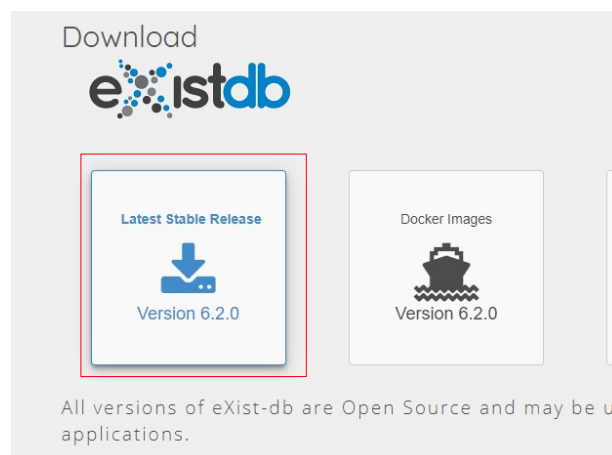 Download
eXistdb
Latest Stable Release
Version 6.2.0
Docker Images
Version 6.2.0
All versions of eXist-db are Open Source and may be u
applications.